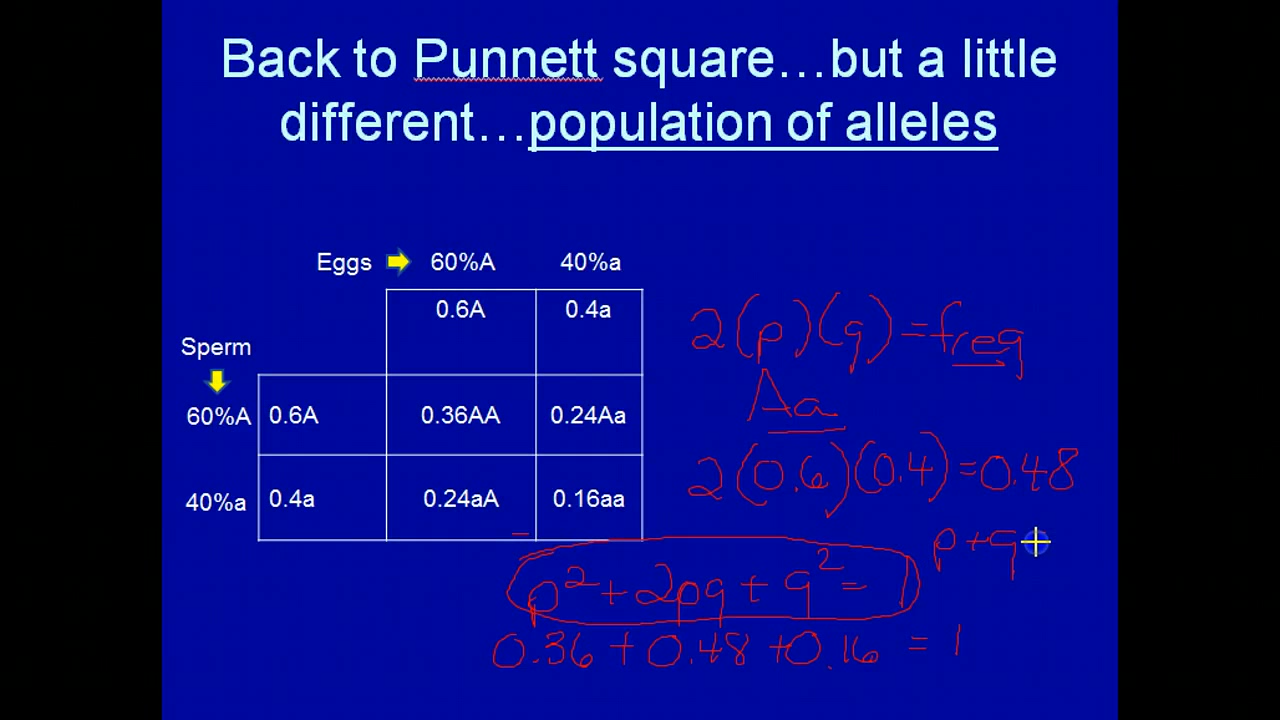 Back to Punnett square…but a little
different…population of alleles
Eggs 60%A 40%a
0.6A 0.4a
Sperm
60%A 0.6A 0.36AA 0.24Aa
40%a 0.4a 0.24aA 0.16aa
2(p)(q)=freq
Aa
2(0.6)(0.4)=0.48
p+q
p²+2pq+q²=1
0.36+0.48+0.16=1